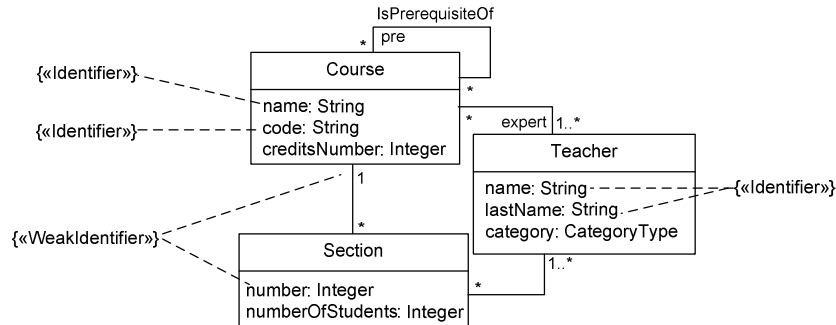 IsPrerequisiteOf
pre
*
Course
{«Identifier»}
*
name: String
*
expert
1..*
{«Identifier»}
code: String
creditsNumber: Integer
Teacher
1
name: String
{«Identifier»}
lastName: String
category: CategoryType
{«WeakIdentifier»}
*
Section
1..*
number: Integer
*
numberOfStudents: Integer